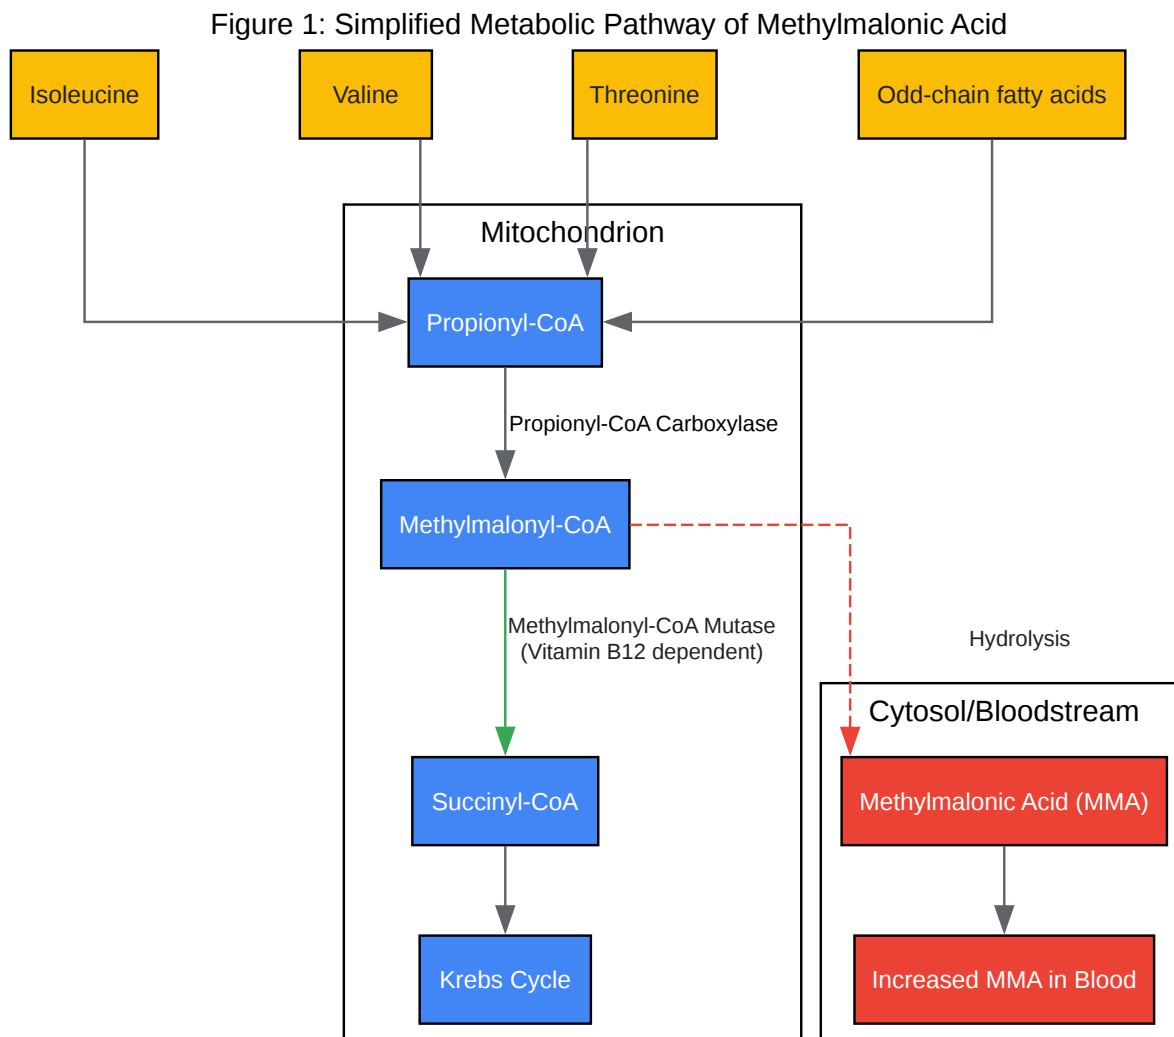 Figure 1: Simplified Metabolic Pathway of Methylmalonic Acid
Isoleucine
Valine
Threonine
Odd-chain fatty acids
Mitochondrion
Propionyl-CoA
Propionyl-CoA Carboxylase
Methylmalonyl-CoA
Methylmalonyl-CoA Mutase
(Vitamin B12 dependent)
Hydrolysis
Cytosol/Bloodstream
Succinyl-CoA
Methylmalonic Acid (MMA)
Krebs Cycle
Increased MMA in Blood